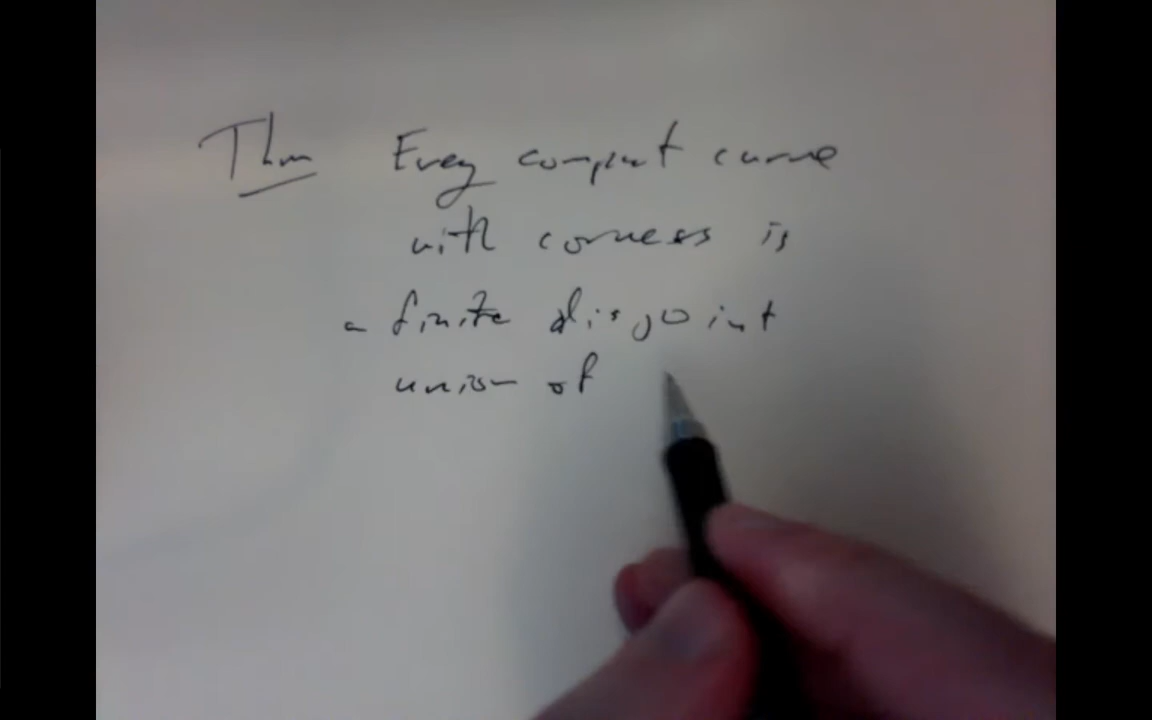 Thm Every compact curve
with corners is
a finite disjoint
union of